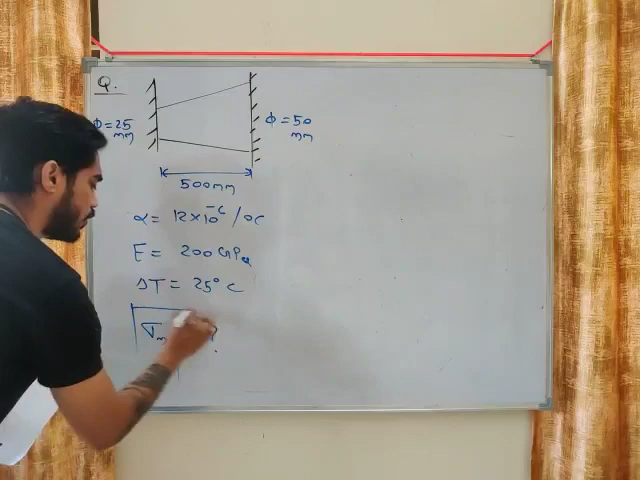 Q.
Φ = 25
mm
Φ = 50
mm
500mm
α = 12×10⁻⁶/°C
E = 200 GPa
ΔT = 25°C